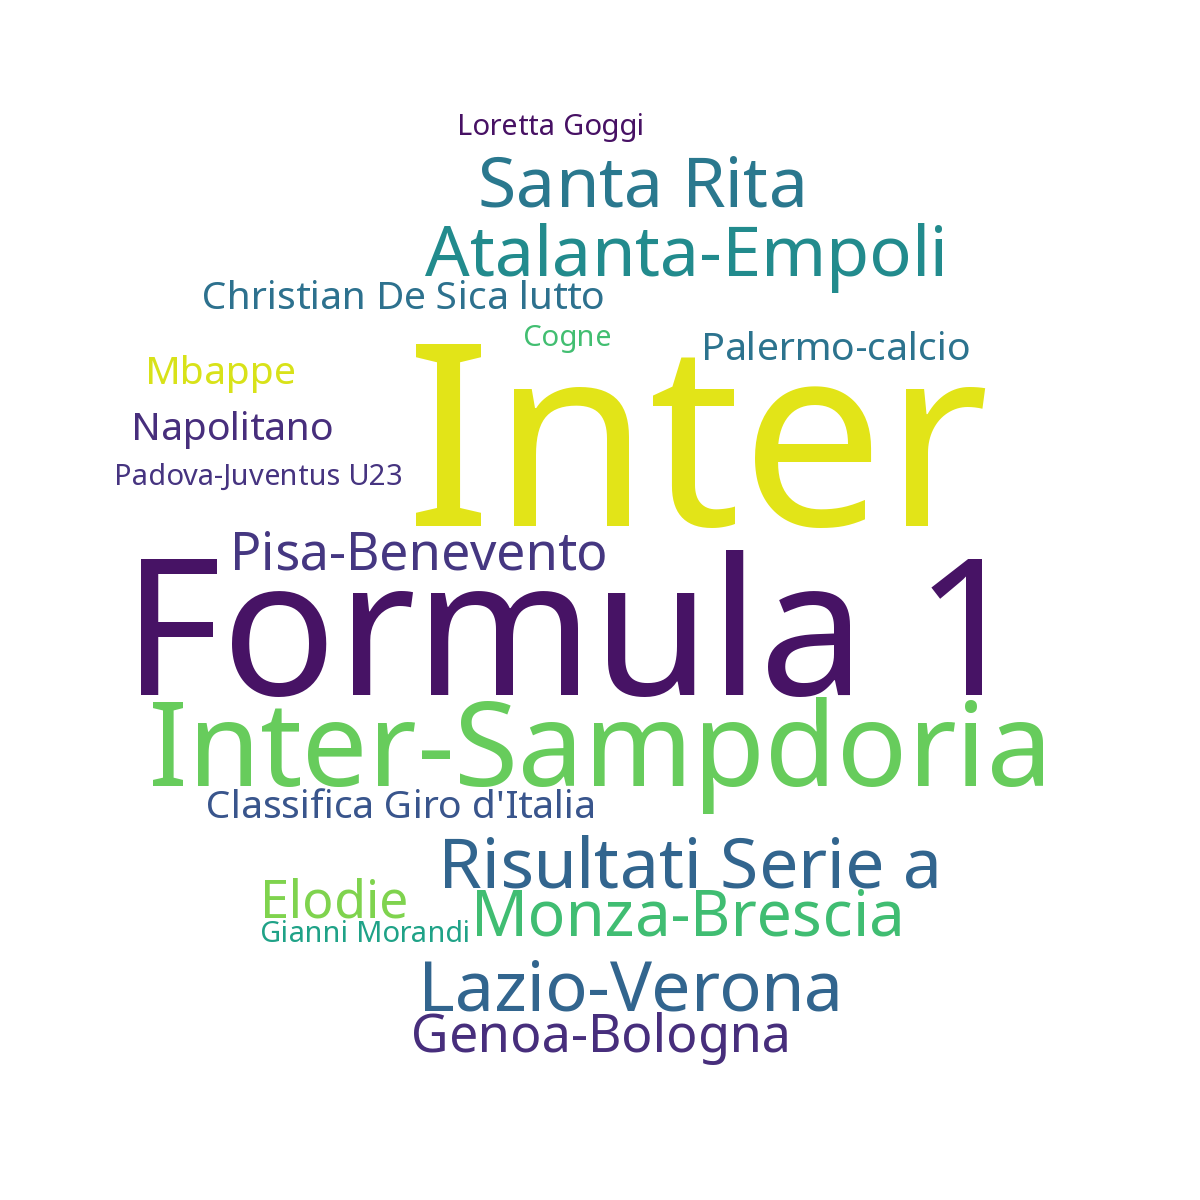 Loretta Goggi
Santa Rita
Atalanta-Empoli
Christian De Sica lutto
Cogne
Palermo-calcio
Mbappe
Inter
Napolitano
Padova-Juventus U23
Pisa-Benevento
Formula 1
Inter-Sampdoria
Classifica Giro d'Italia
Risultati Serie a
Elodie
Monza-Brescia
Gianni Morandi
Lazio-Verona
Genoa-Bologna